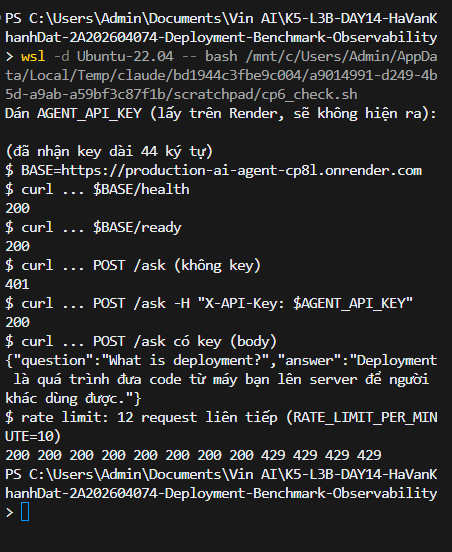 PS C:\Users\Admin\Documents\Vin AI\K5-L3B-DAY14-HaVanK
hanhDat-2A202604074-Deployment-Benchmark-Observability
> wsl -d Ubuntu-22.04 -- bash /mnt/c/Users/Admin/AppDa
ta/Local/Temp/claude/bd1944c3fbe9c004/a9014991-d249-4b
5d-a9ab-a59bf3c87f1b/scratchpad/cp6_check.sh
Dán AGENT_API_KEY (lấy trên Render, sẽ không hiện ra):
(đã nhận key dài 44 ký tự)
$ BASE=https://production-ai-agent-cp8l.onrender.com
$ curl ... $BASE/health
200
$ curl ... $BASE/ready
200
$ curl ... POST /ask (không key)
401
$ curl ... POST /ask -H "X-API-Key: $AGENT_API_KEY"
200
$ curl ... POST /ask có key (body)
{"question":"What is deployment?","answer":"Deployment
 là quá trình đưa code từ máy bạn lên server để người
khác dùng được."}
$ rate limit: 12 request liên tiếp (RATE_LIMIT_PER_MIN
UTE=10)
200 200 200 200 200 200 200 200 429 429 429 429
PS C:\Users\Admin\Documents\Vin AI\K5-L3B-DAY14-HaVanK
hanhDat-2A202604074-Deployment-Benchmark-Observability
>